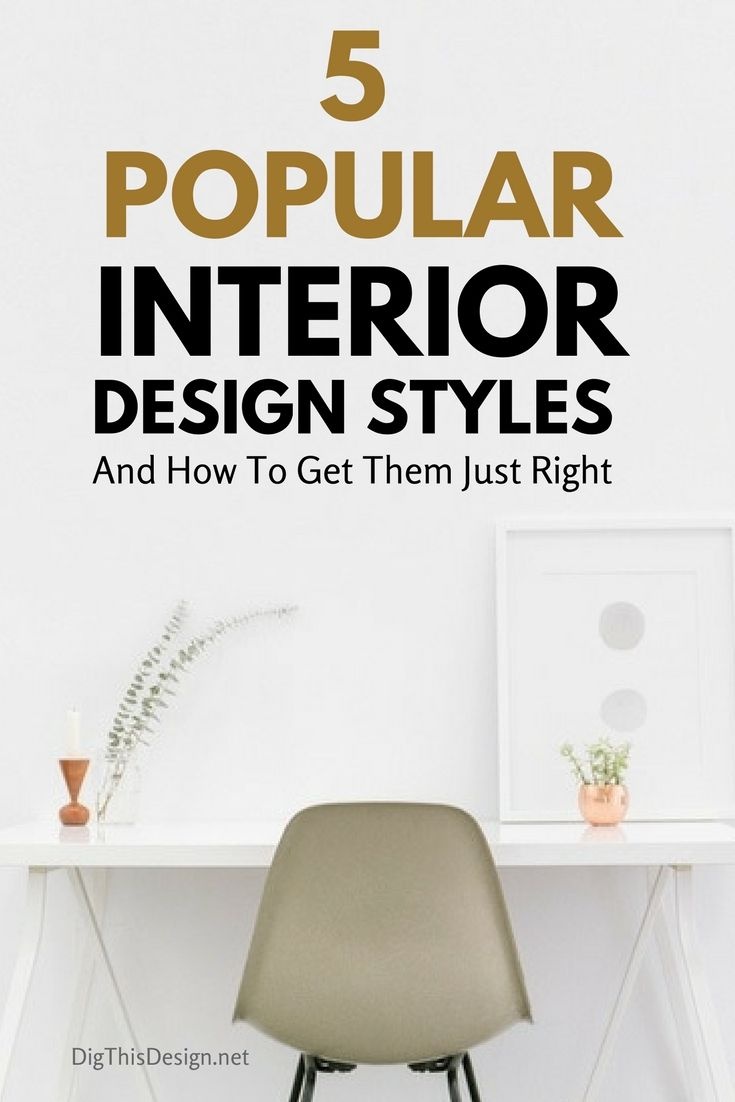 5
POPULAR
INTERIOR
DESIGN STYLES
And How To Get Them Just Right
DigThisDesign.net